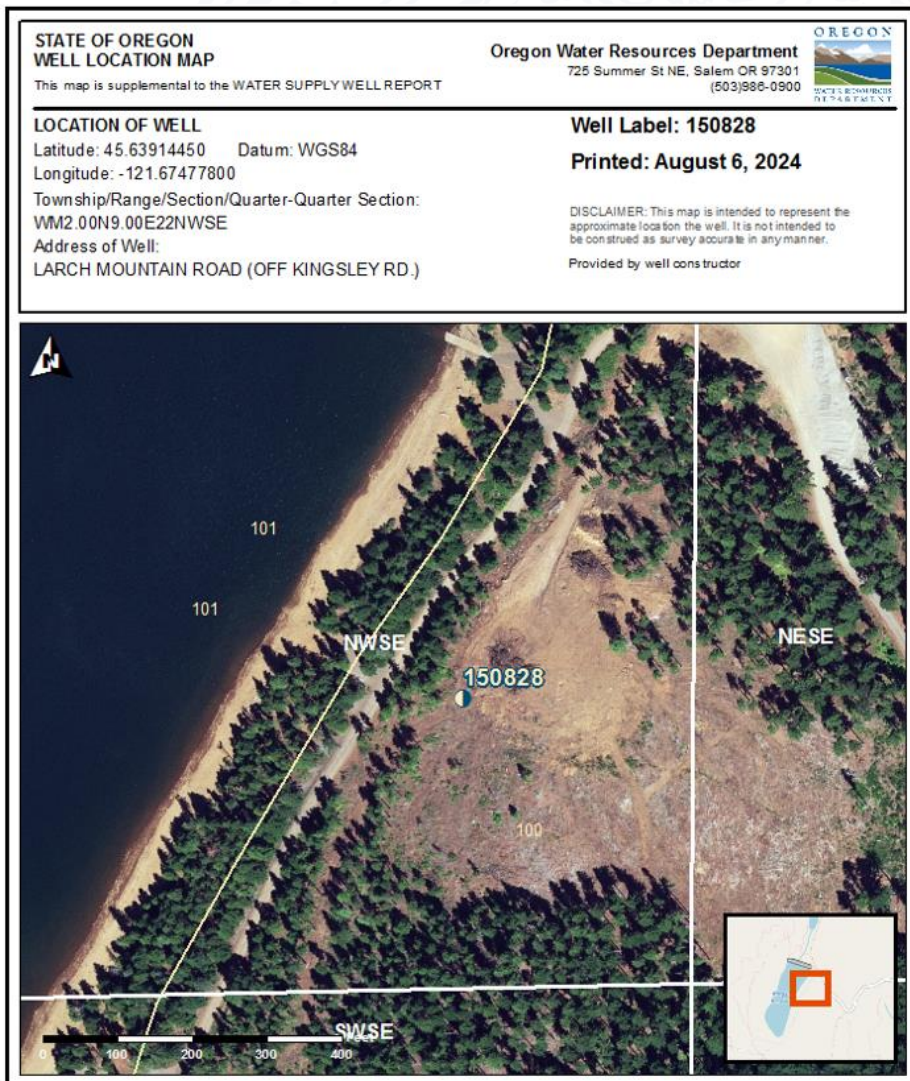 STATE OF OREGON
WELL LOCATION MAP
This map is supplemental to the WATER SUPPLY WELL REPORT
Oregon Water Resources Department
725 Summer St NE, Salem OR 97301
(503)986-0900
OREGON
WATER RESOURCES
DEPARTMENT
LOCATION OF WELL
Latitude: 45.63914450 Datum: WGS84
Longitude: -121.67477800
Township/Range/Section/Quarter-Quarter Section:
WM2.00N9.00E22NWSE
Address of Well:
LARCH MOUNTAIN ROAD (OFF KINGSLEY RD.)
Well Label: 150828
Printed: August 6, 2024
DISCLAIMER: This map is intended to represent the
approximate location the well. It is not intended to
be construed as survey accurate in any manner.
Provided by well constructor
N
101
101
NWSE
NESE
150828
100
SWSE
0 100 200 300 400